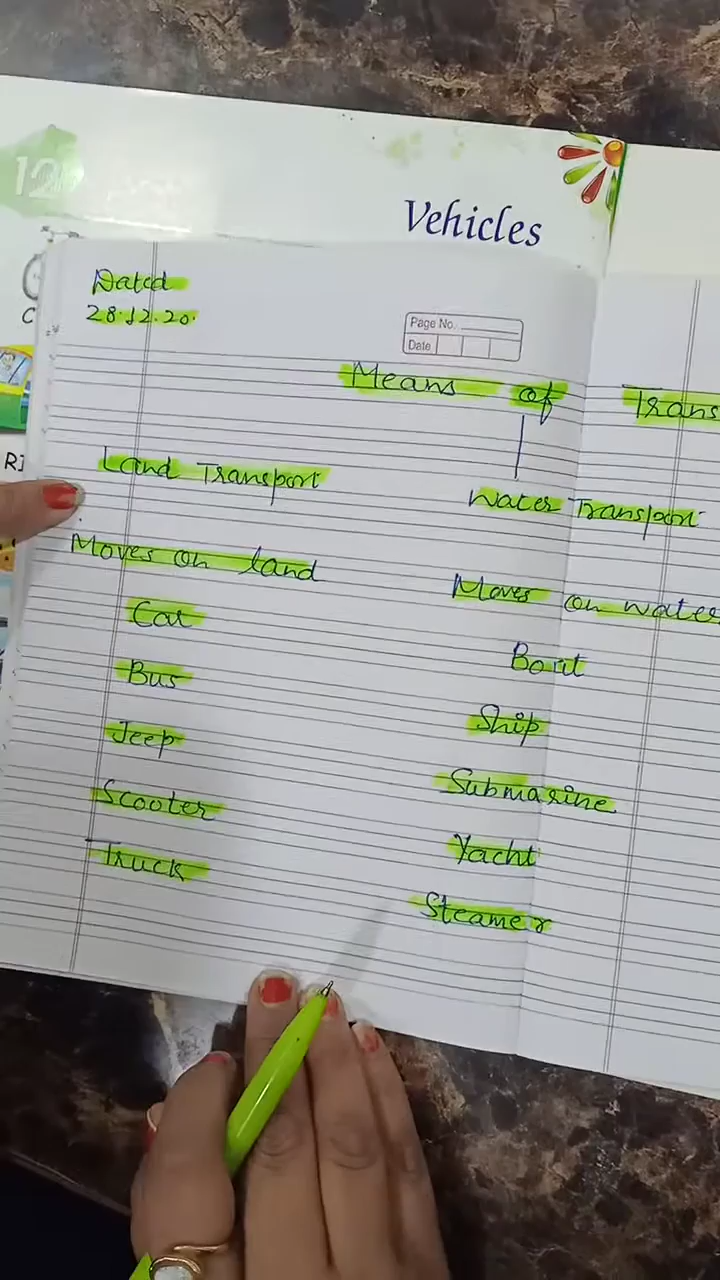 12
Vehicles
Dated
28.12.20.
Page No.
Date
Means of Trans
Land Transport
Water Transport
Moves on land
Moves on water
Car
Boat
Bus
Ship
Jeep
Submarine
Scooter
Yacht
Truck
Steamer
C
RI